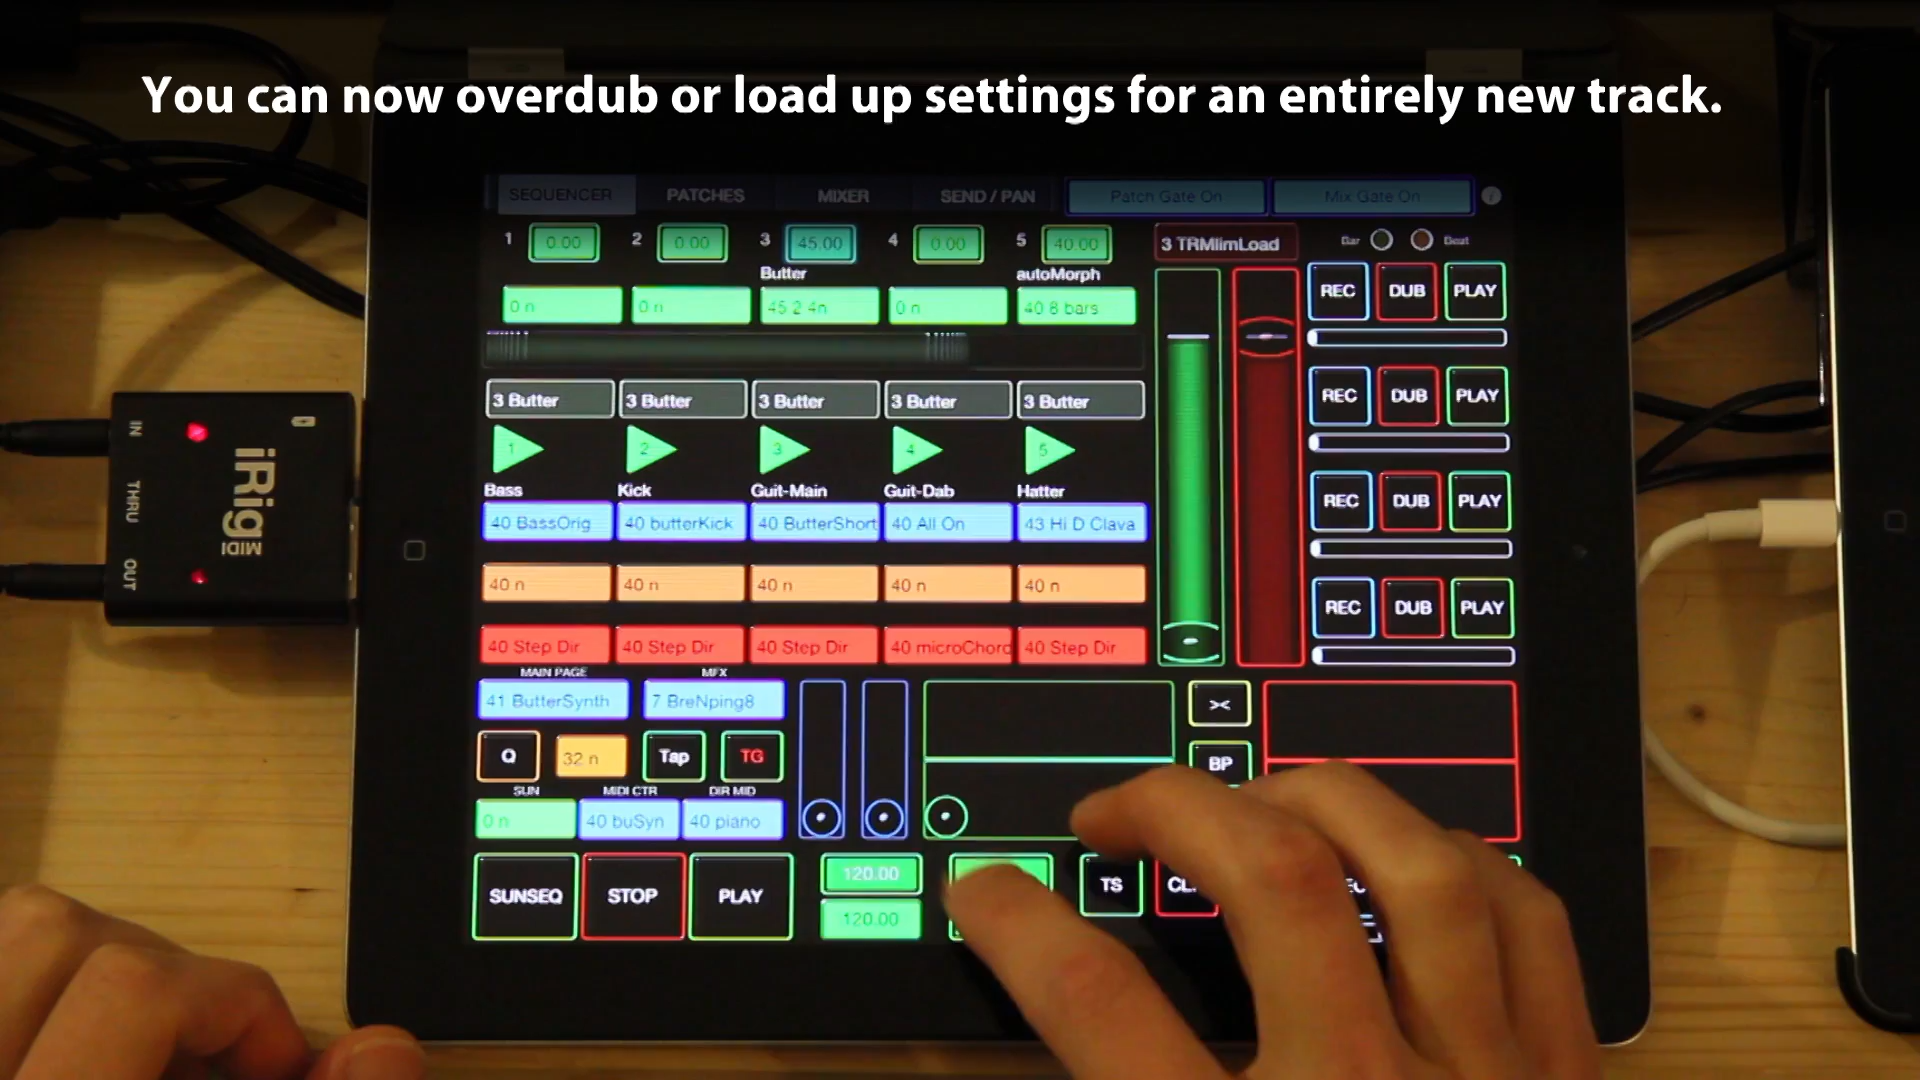 You can now overdub or load up settings for an entirely new track.
SEQUENCER PATCHES MIXER SEND / PAN Patch Gate On Mix Gate On i
1 0.00 2 0.00 3 45.00 4 0.00 5 40.00 3 TRMlimLoad Bar Beat
Butter autoMorph
0 n 0 n 45 2 4n 0 n 40 8 bars
REC DUB PLAY
3 Butter 3 Butter 3 Butter 3 Butter 3 Butter
REC DUB PLAY
1 2 3 4 5
Bass Kick Guit-Main Guit-Dab Hatter
40 BassOrig 40 butterKick 40 ButterShort 40 All On 43 Hi D Clava
REC DUB PLAY
40 n 40 n 40 n 40 n 40 n
REC DUB PLAY
40 Step Dir 40 Step Dir 40 Step Dir 40 microChord 40 Step Dir
MAIN PAGE MFX
41 ButterSynth 7 BreNping8
><
Q 32 n Tap TG BP
SUN MIDI CTR DIR MID
0 n 40 buSyn 40 piano
SUNSEQ STOP PLAY 120.00 TS
120.00
IN
THRU
OUT
iRig
MIDI